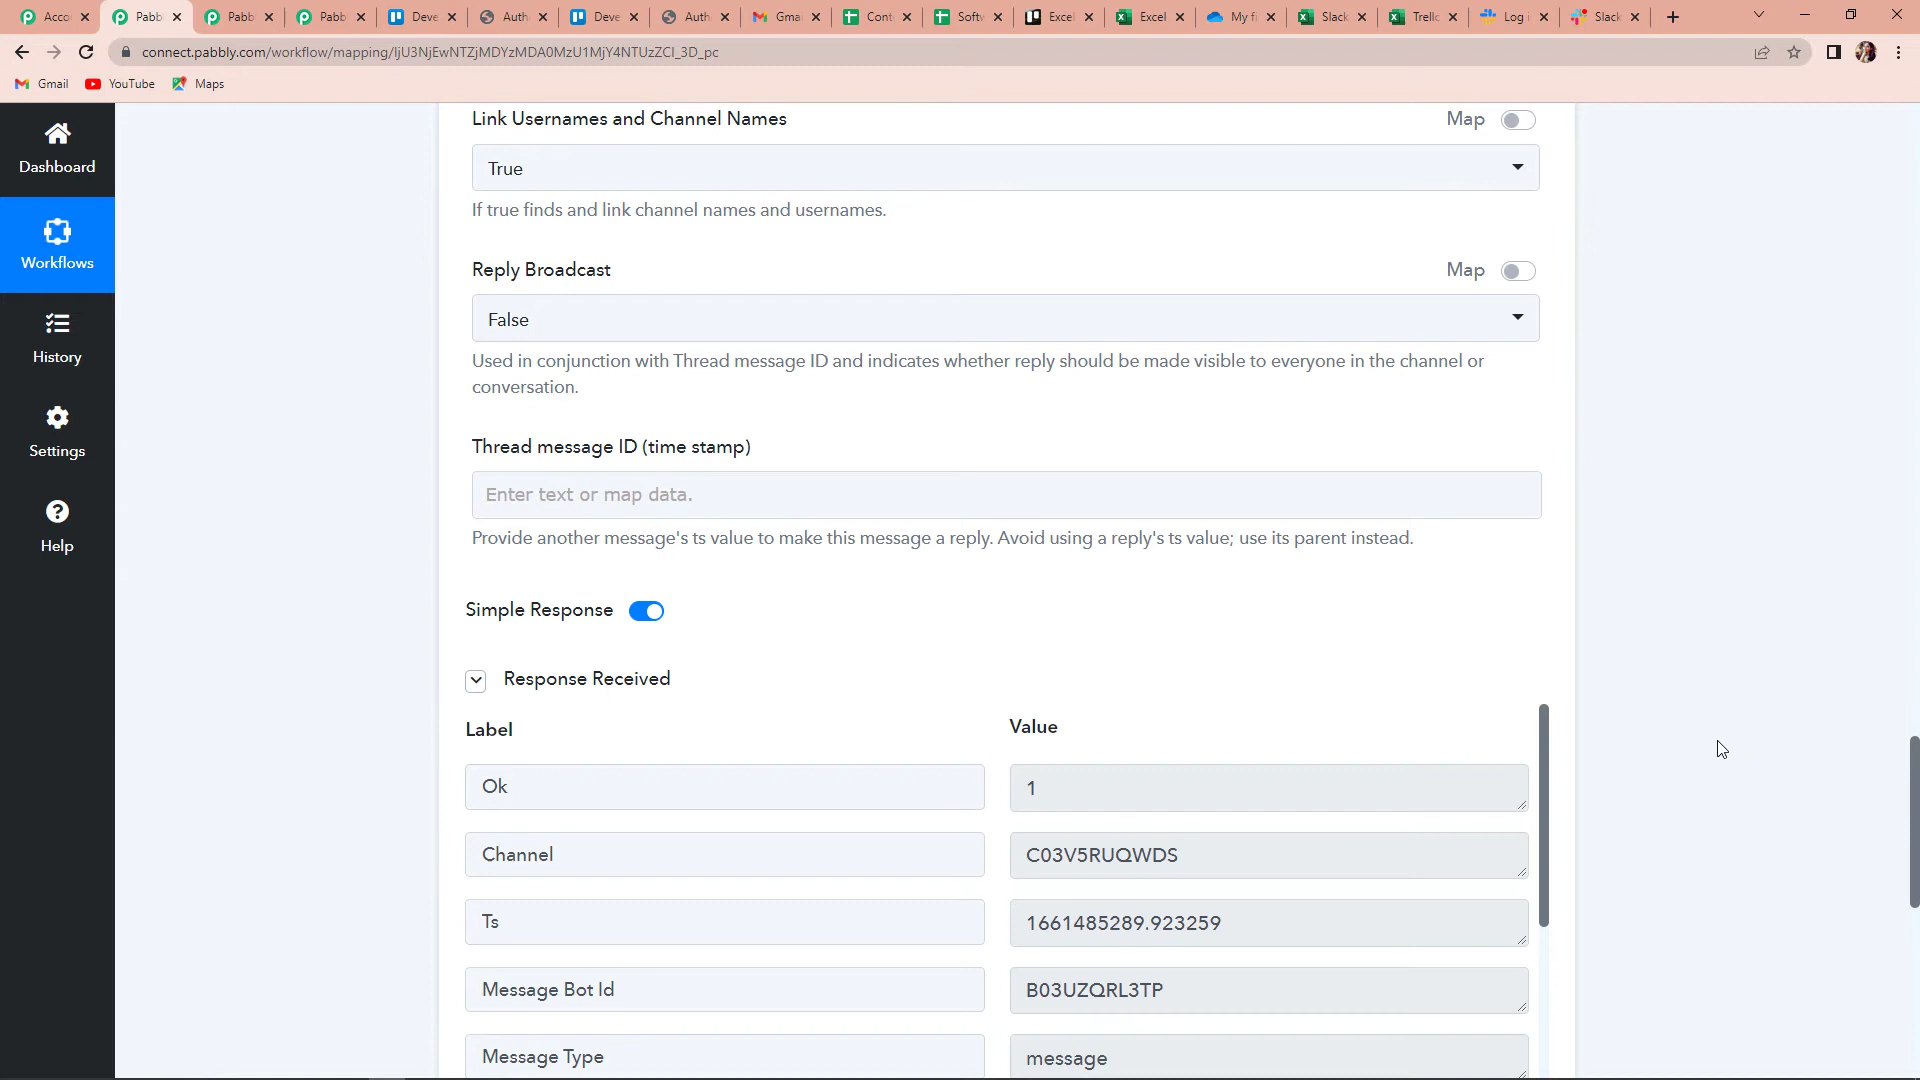 Acco
Pabb
Pabb
Pabb
Deve
Auth
Deve
Auth
Gmai
Cont
Softw
Excel
Excel
My fi
Slack
Trello
Log i
Slack
connect.pabbly.com/workflow/mapping/IjU3NjEwNTZjMDYzMDA0MzU1MjY4NTUzZCI_3D_pc
Gmail
YouTube
Maps
Dashboard
Workflows
History
Settings
Help
Link Usernames and Channel Names
Map
True
If true finds and link channel names and usernames.
Reply Broadcast
Map
False
Used in conjunction with Thread message ID and indicates whether reply should be made visible to everyone in the channel or
conversation.
Thread message ID (time stamp)
Enter text or map data.
Provide another message's ts value to make this message a reply. Avoid using a reply's ts value; use its parent instead.
Simple Response
Response Received
Label
Value
Ok
1
Channel
C03V5RUQWDS
Ts
1661485289.923259
Message Bot Id
B03UZQRL3TP
Message Type
message